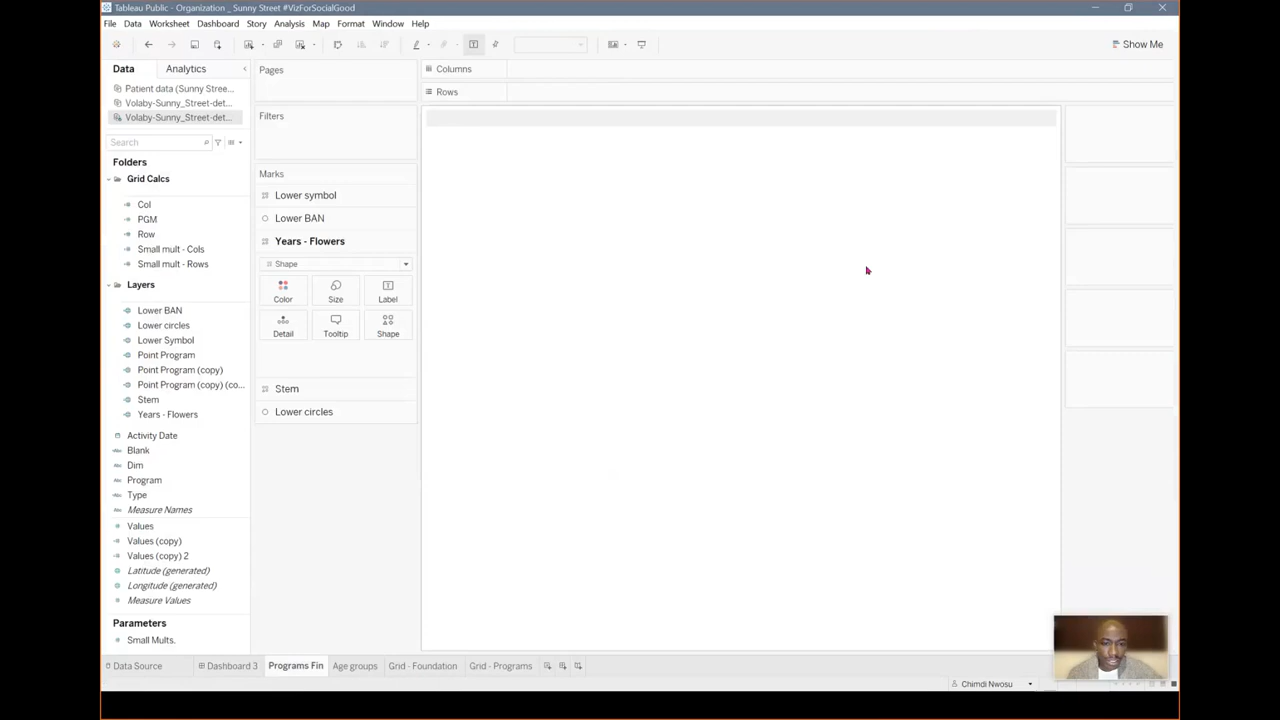 Tableau Public - Organization _ Sunny Street #VizForSocialGood
File Data Worksheet Dashboard Story Analysis Map Format Window Help
Show Me
Data Analytics
Patient data (Sunny Stree...
Volaby-Sunny_Street-det...
Volaby-Sunny_Street-det...
Search
Folders
Grid Calcs
Col
PGM
Row
Small mult - Cols
Small mult - Rows
Layers
Lower BAN
Lower circles
Lower Symbol
Point Program
Point Program (copy)
Point Program (copy) (co...
Stem
Years - Flowers
Activity Date
Blank
Dim
Program
Type
Measure Names
Values
Values (copy)
Values (copy) 2
Latitude (generated)
Longitude (generated)
Measure Values
Parameters
Small Mults.
Pages
Filters
Marks
Lower symbol
Lower BAN
Years - Flowers
Shape
Color Size Label
Detail Tooltip Shape
Stem
Lower circles
Columns
Rows
Data Source Dashboard 3 Programs Fin Age groups Grid - Foundation Grid - Programs
Chimdi Nwosu